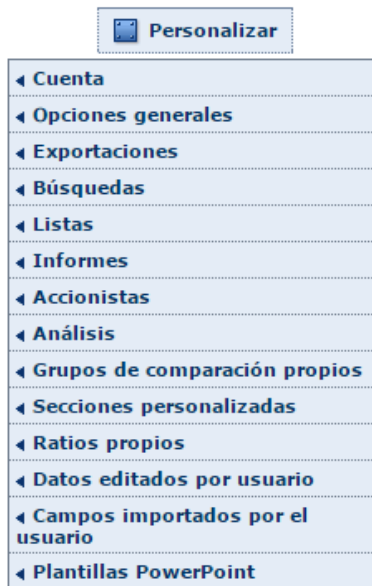 Personalizar
Cuenta
Opciones generales
Exportaciones
Búsquedas
Listas
Informes
Accionistas
Análisis
Grupos de comparación propios
Secciones personalizadas
Ratios propios
Datos editados por usuario
Campos importados por el
usuario
Plantillas PowerPoint